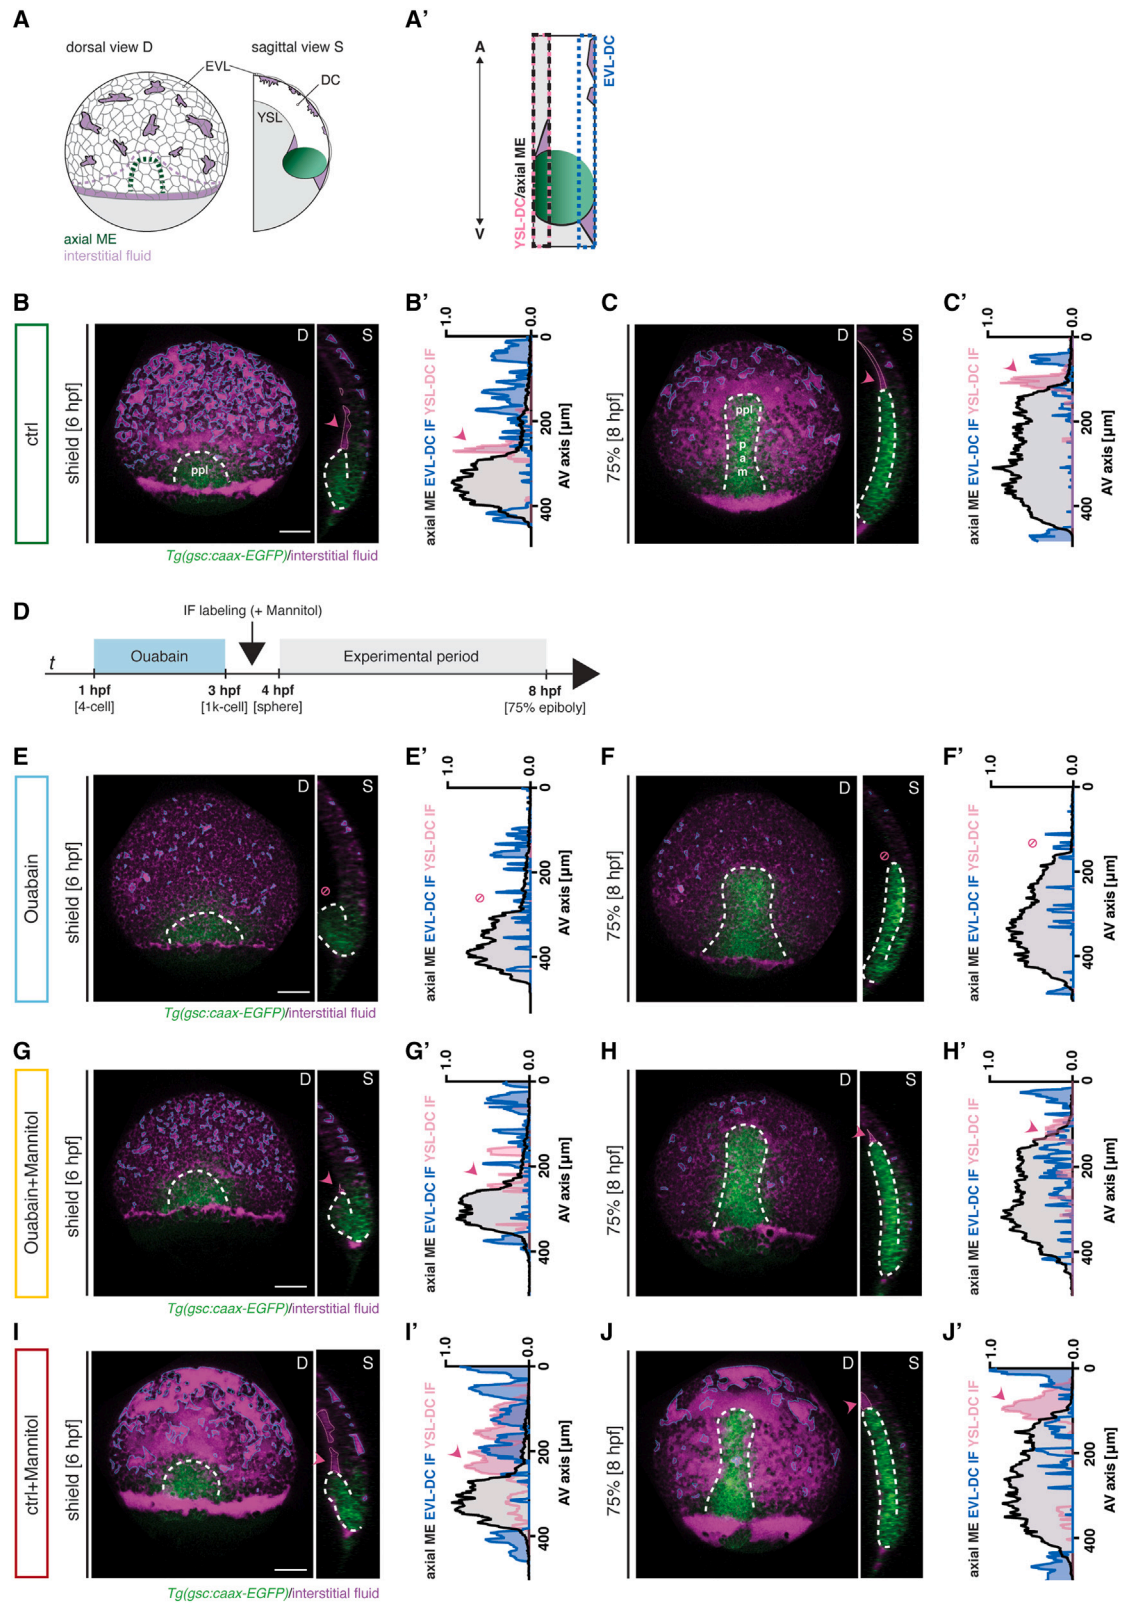 A
dorsal view D
sagittal view S
EVL
DC
YSL
axial ME
interstitial fluid
A’
A
V
YSL-DC/axial ME
EVL-DC
B
ctrl
shield [6 hpf]
D
S
ppl
Tg(gsc:caax-EGFP)/interstitial fluid
B’
axial ME EVL-DC IF YSL-DC IF
1.0
0.0
0
200
400
AV axis [µm]
C
75% [8 hpf]
D
S
ppl
p
a
m
C’
axial ME EVL-DC IF YSL-DC IF
1.0
0.0
0
200
400
AV axis [µm]
D
IF labeling (+ Mannitol)
Ouabain
Experimental period
t
1 hpf
3 hpf
4 hpf
8 hpf
[4-cell]
[1k-cell]
[sphere]
[75% epiboly]
E
Ouabain
shield [6 hpf]
D
S
Tg(gsc:caax-EGFP)/interstitial fluid
E’
axial ME EVL-DC IF YSL-DC IF
1.0
0.0
0
200
400
AV axis [µm]
F
75% [8 hpf]
D
S
F’
axial ME EVL-DC IF YSL-DC IF
1.0
0.0
0
200
400
AV axis [µm]
G
Ouabain+Mannitol
shield [6 hpf]
D
S
Tg(gsc:caax-EGFP)/interstitial fluid
G’
axial ME EVL-DC IF YSL-DC IF
1.0
0.0
0
200
400
AV axis [µm]
H
75% [8 hpf]
D
S
H’
axial ME EVL-DC IF YSL-DC IF
1.0
0.0
0
200
400
AV axis [µm]
I
ctrl+Mannitol
shield [6 hpf]
D
S
Tg(gsc:caax-EGFP)/interstitial fluid
I’
axial ME EVL-DC IF YSL-DC IF
1.0
0.0
0
200
400
AV axis [µm]
J
75% [8 hpf]
D
S
J’
axial ME EVL-DC IF YSL-DC IF
1.0
0.0
0
200
400
AV axis [µm]